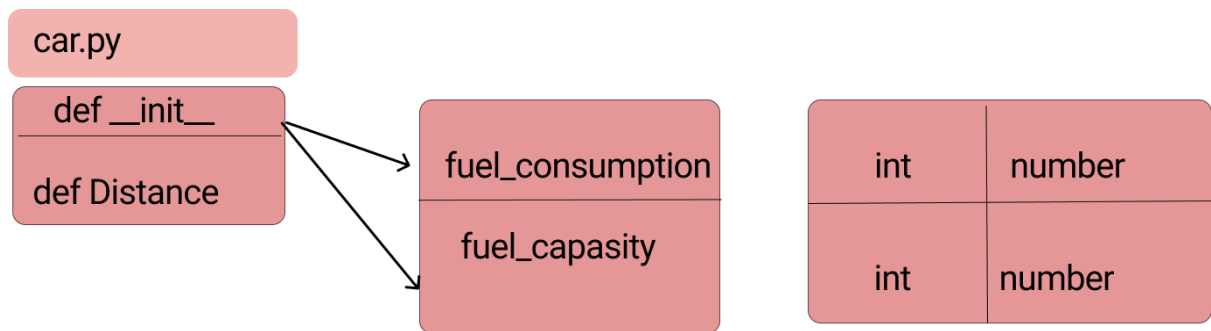 car.py
def __init__
def Distance
fuel_consumption
fuel_capasity
int number
int number